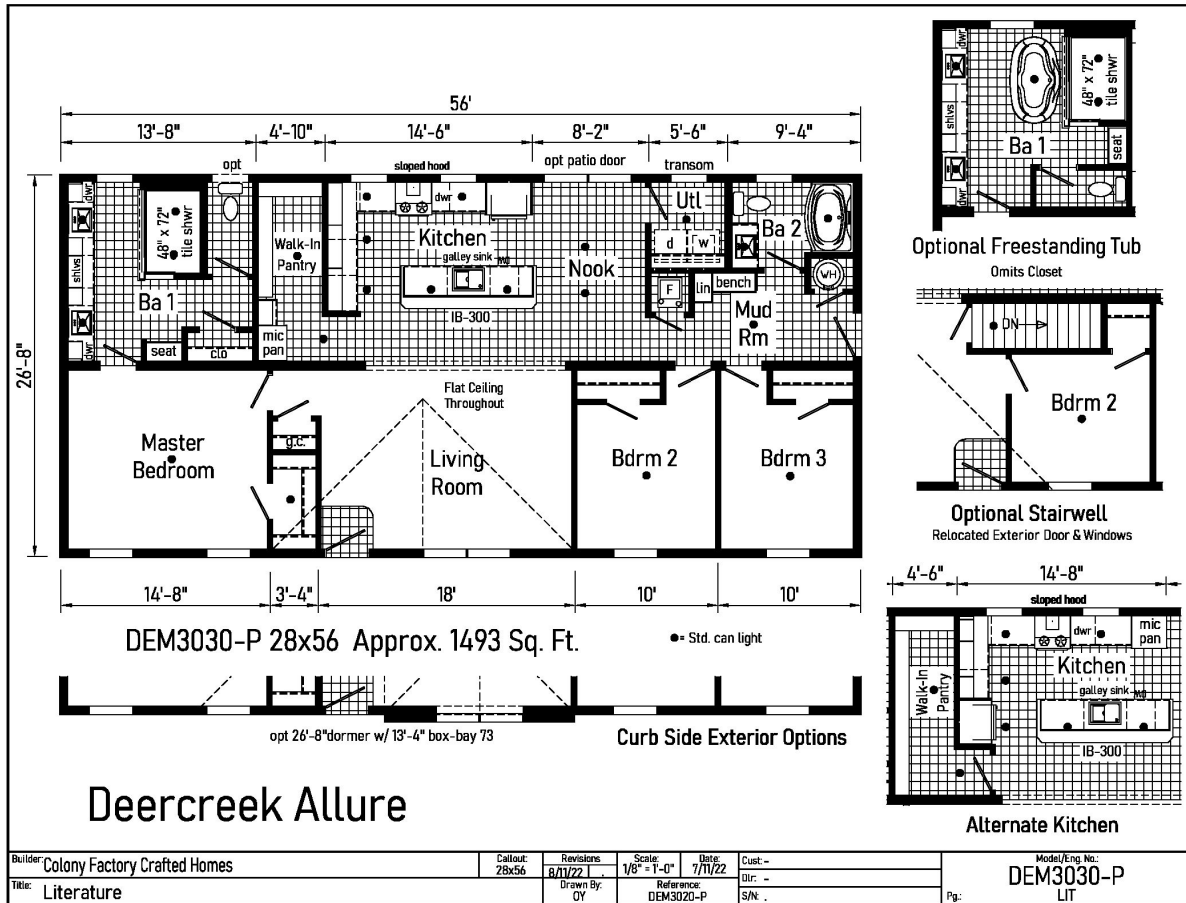 56'
13'-8"
4'-10"
14'-6"
8'-2"
5'-6"
9'-4"
opt
sloped hood
opt patio door
transom
26'-8"
dwr
shlvs
dwr
48" x 72"
tile shwr
Ba 1
seat
clo
Walk-In
Pantry
mic
pan
dwr
Kitchen
galley sink
IB-300
Nook
Utl
d
w
F
lin
bench
Ba 2
WH
Mud
Rm
Master
Bedroom
g.c.
Flat Ceiling
Throughout
Living
Room
Bdrm 2
Bdrm 3
14'-8"
3'-4"
18'
10'
10'
DEM3030-P 28x56 Approx. 1493 Sq. Ft.
●= Std. can light
opt 26'-8"dormer w/ 13'-4" box-bay 73
Curb Side Exterior Options
Deercreek Allure
dwr
shlvs
dwr
48" x 72"
tile shwr
Ba 1
seat
Optional Freestanding Tub
Omits Closet
DN
Bdrm 2
Optional Stairwell
Relocated Exterior Door & Windows
4'-6"
14'-8"
sloped hood
dwr
mic
pan
Kitchen
galley sink
IB-300
Walk-In
Pantry
Alternate Kitchen
Builder: Colony Factory Crafted Homes
Title: Literature
Callout:
28x56
Revisions
8/11/22 .
Scale:
1/8" = 1'-0"
Date:
7/11/22
Drawn By:
OY
Reference:
DEM3020-P
Cust: -
Dlr: -
S/N: .
Model/Eng. No.:
DEM3030-P
Pg.: LIT